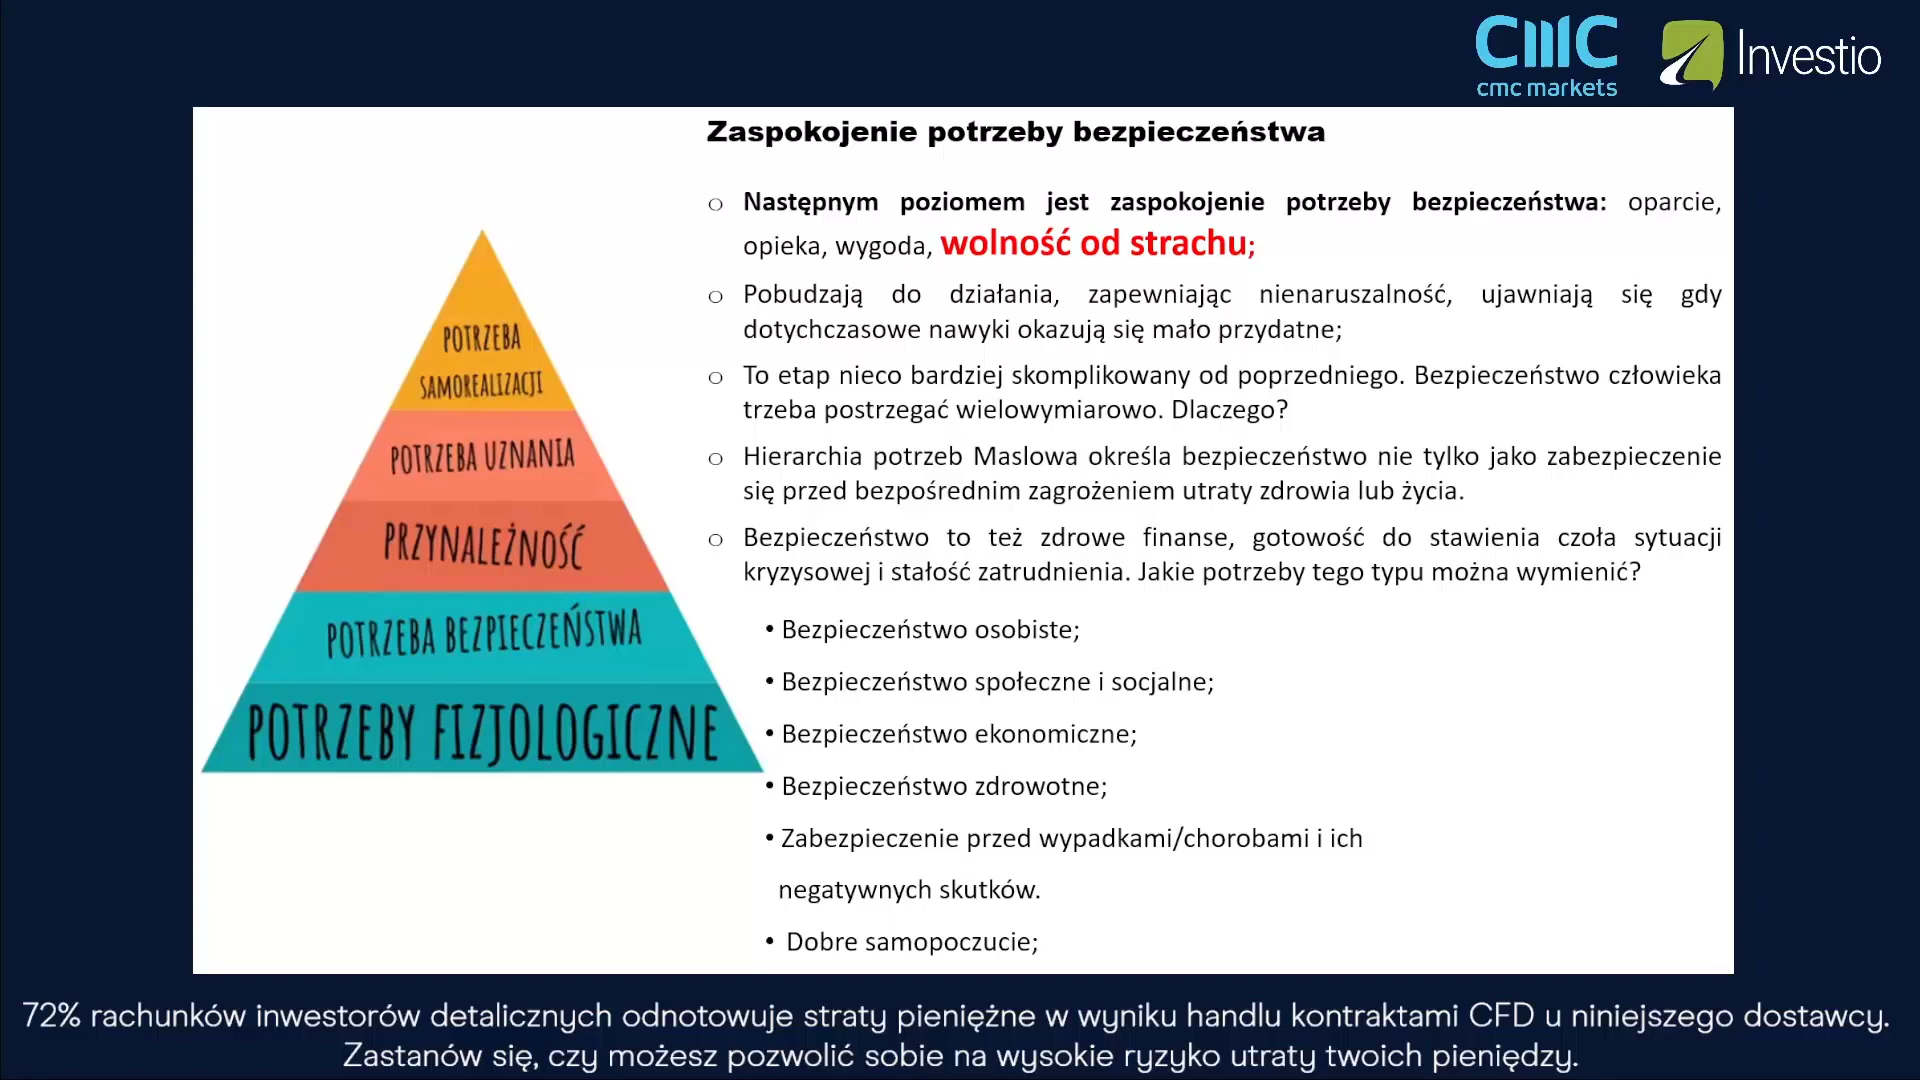 CMC
cmc markets
Investio
Zaspokojenie potrzeby bezpieczeństwa
o Następnym poziomem jest zaspokojenie potrzeby bezpieczeństwa: oparcie,
opieka, wygoda, wolność od strachu;
o Pobudzają do działania, zapewniając nienaruszalność, ujawniają się gdy
dotychczasowe nawyki okazują się mało przydatne;
o To etap nieco bardziej skomplikowany od poprzedniego. Bezpieczeństwo człowieka
trzeba postrzegać wielowymiarowo. Dlaczego?
o Hierarchia potrzeb Maslowa określa bezpieczeństwo nie tylko jako zabezpieczenie
się przed bezpośrednim zagrożeniem utraty zdrowia lub życia.
o Bezpieczeństwo to też zdrowe finanse, gotowość do stawienia czoła sytuacji
kryzysowej i stałość zatrudnienia. Jakie potrzeby tego typu można wymienić?
• Bezpieczeństwo osobiste;
• Bezpieczeństwo społeczne i socjalne;
• Bezpieczeństwo ekonomiczne;
• Bezpieczeństwo zdrowotne;
• Zabezpieczenie przed wypadkami/chorobami i ich
negatywnych skutków.
• Dobre samopoczucie;
POTRZEBA
SAMOREALIZACJI
POTRZEBA UZNANIA
PRZYNALEŻNOŚĆ
POTRZEBA BEZPIECZEŃSTWA
POTRZEBY FIZJOLOGICZNE
72% rachunków inwestorów detalicznych odnotowuje straty pieniężne w wyniku handlu kontraktami CFD u niniejszego dostawcy.
Zastanów się, czy możesz pozwolić sobie na wysokie ryzyko utraty twoich pieniędzy.